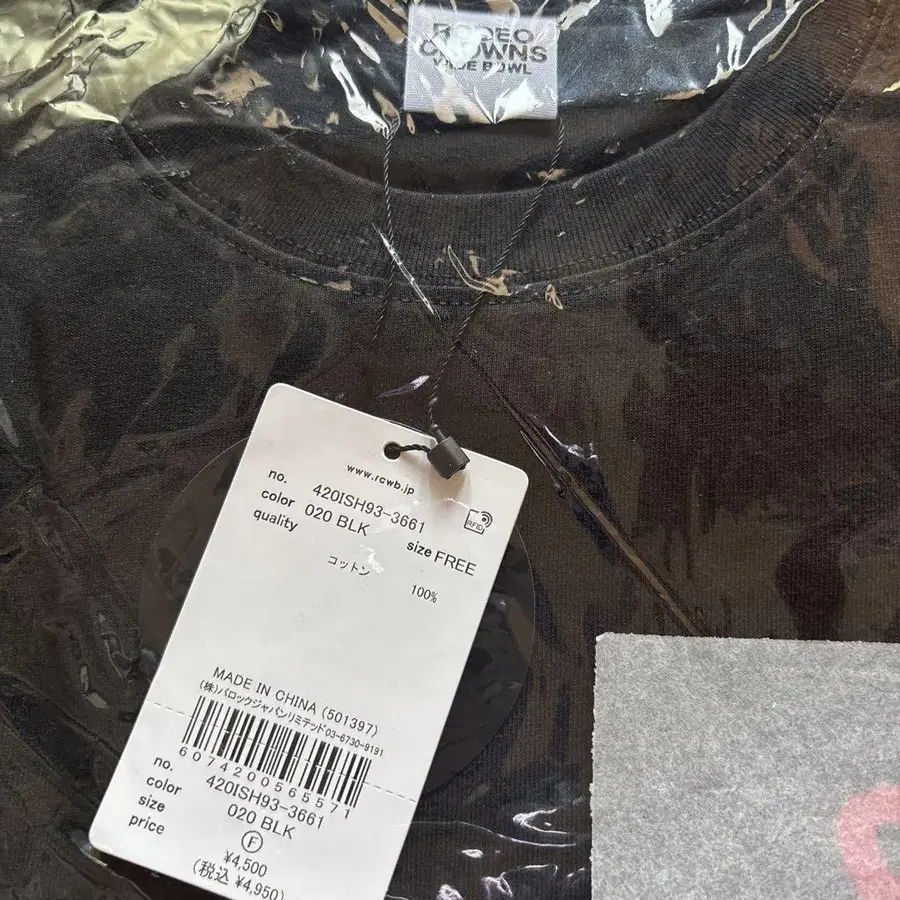 RODEO
CROWNS
WIDE BOWL
www.rcwb.jp
no. 420ISH93-3661
color 020 BLK
RFID
quality size FREE
コットン
100%
MADE IN CHINA (501397)
(株)バロックジャパンリミテッド03-6730-9191
607420056557 1
no. 420ISH93-3661
color 020 BLK
size F
price ¥4,500
(税込 ¥4,950)